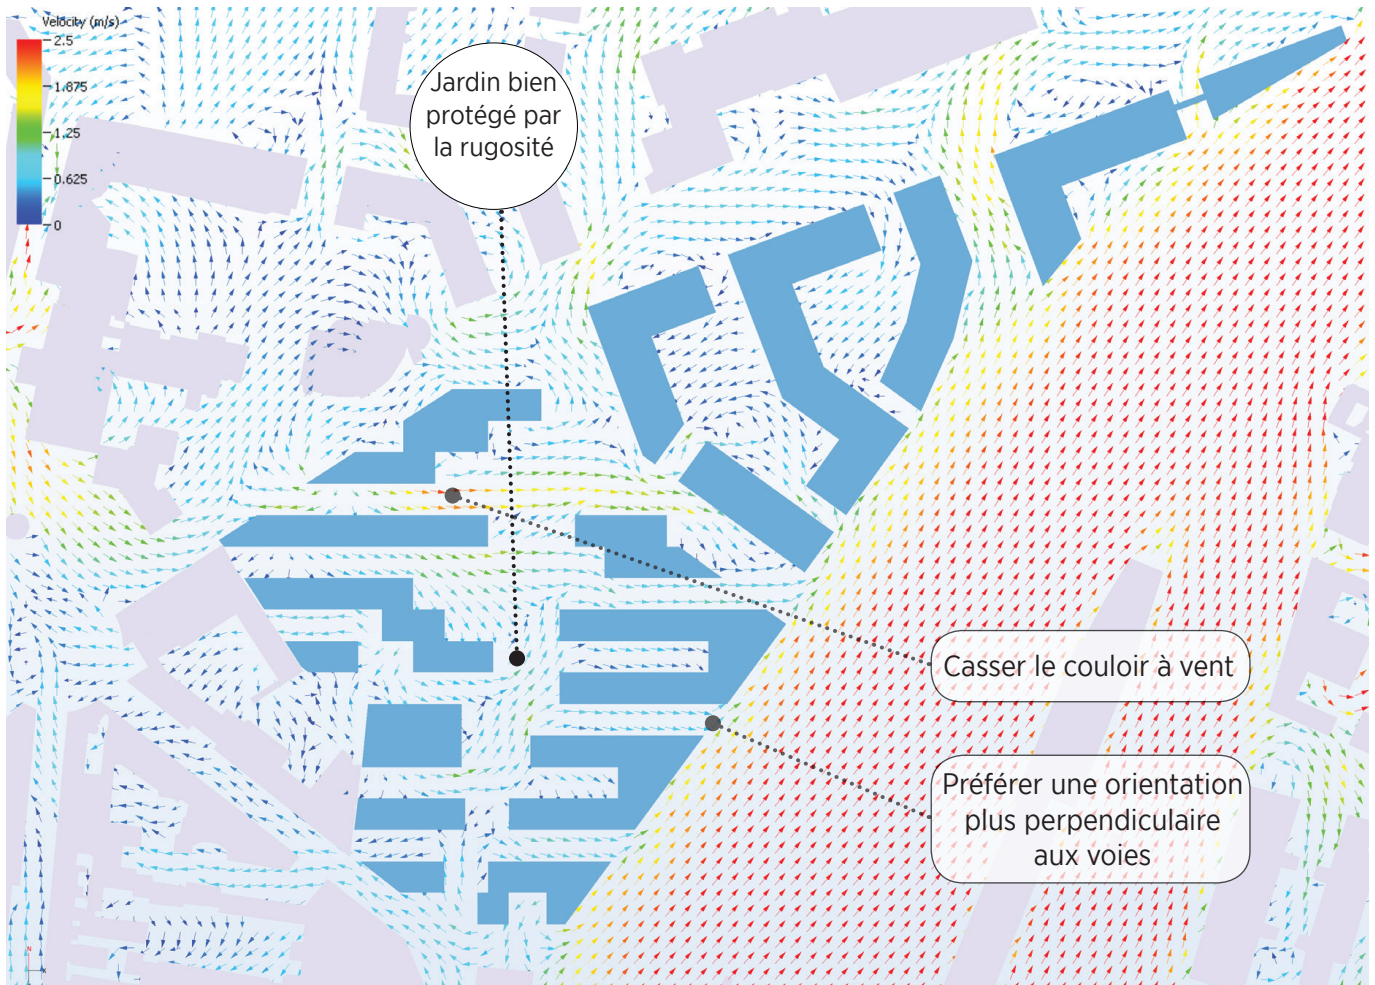 Velocity (m/s)
2.5
1.875
1.25
0.625
0
Jardin bien
protégé par
la rugosité
Casser le couloir à vent
Préférer une orientation
plus perpendiculaire
aux voies
N
X